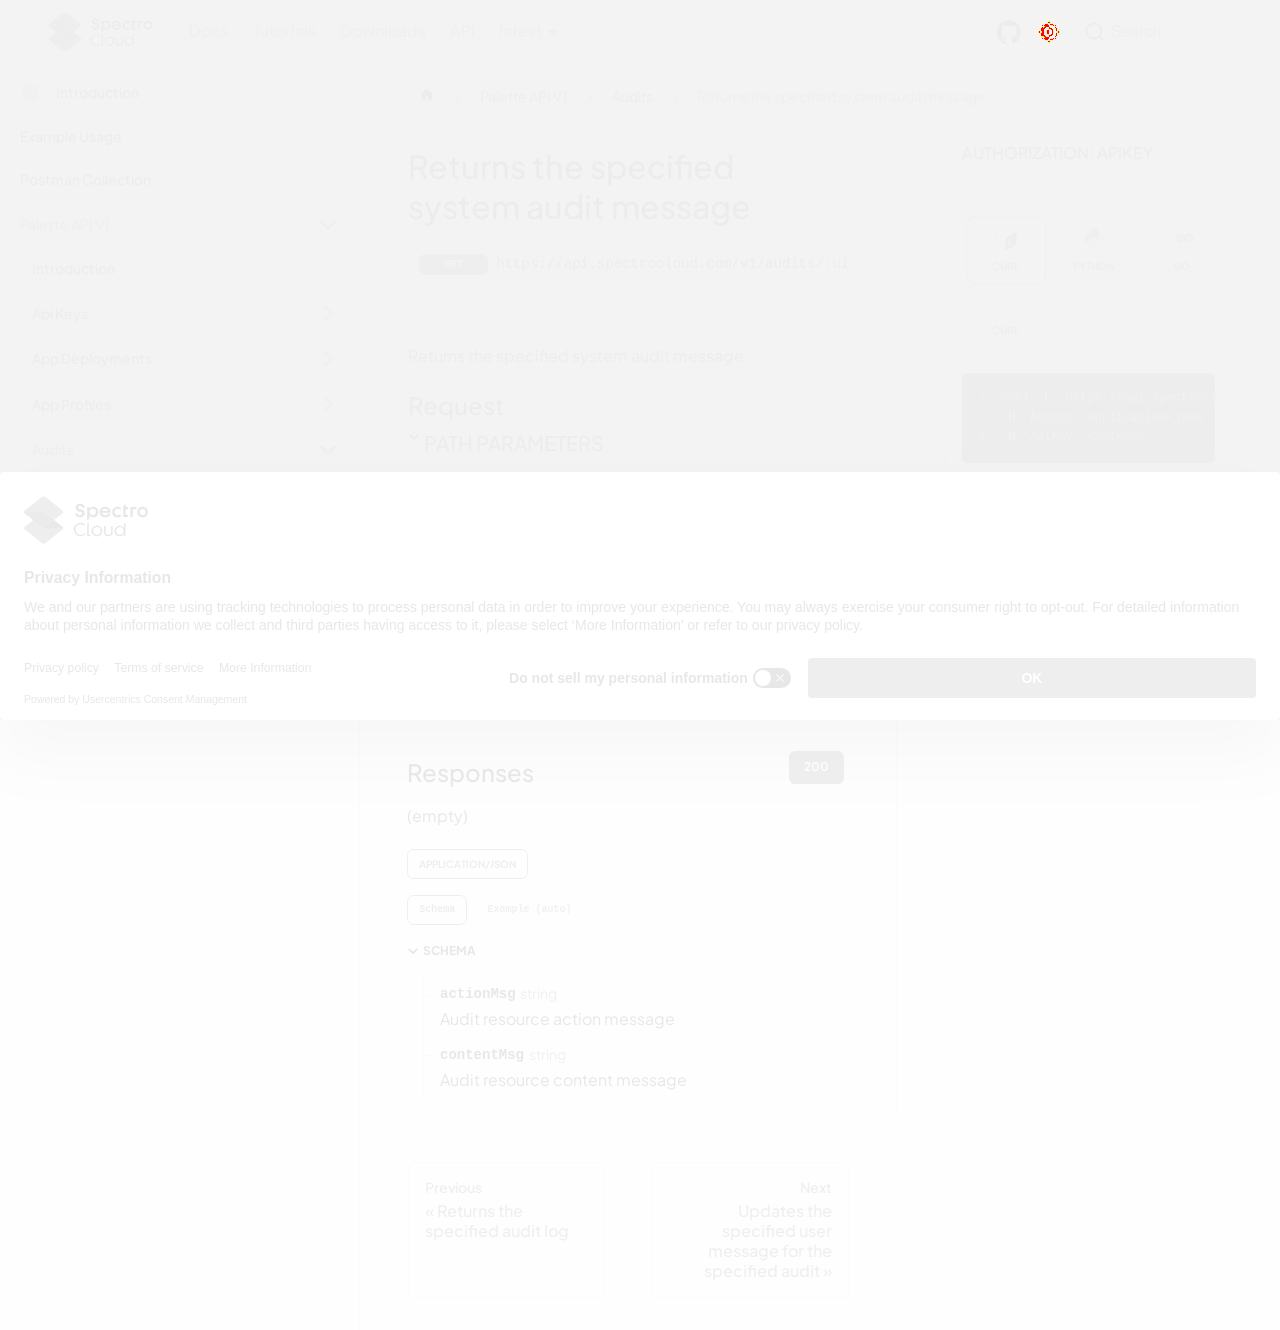 Spectro
Cloud
Docs Tutorials Downloads API latest
Search
Introduction
Palette API V1 Audits Returns the specified system audit message
Example Usage
Postman Collection
Palette API V1
Introduction
Api Keys
App Deployments
App Profiles
Audits
Returns the specified
system audit message
https://api.spectrocloud.com/v1/audits/:ui
Returns the specified system audit message
Request
PATH PARAMETERS
AUTHORIZATION: APIKEY
CURL PYTHON GO
CURL
Spectro
Cloud
Privacy Information
We and our partners are using tracking technologies to process personal data in order to improve your experience. You may always exercise your consumer right to opt-out. For detailed information
about personal information we collect and third parties having access to it, please select ‘More Information’ or refer to our privacy policy.
Privacy policy Terms of service More Information
Do not sell my personal information
OK
Powered by Usercentrics Consent Management
Responses
200
(empty)
APPLICATION/JSON
Schema Example (auto)
SCHEMA
actionMsg string
Audit resource action message
contentMsg string
Audit resource content message
Previous
« Returns the
specified audit log
Next
Updates the
specified user
message for the
specified audit »